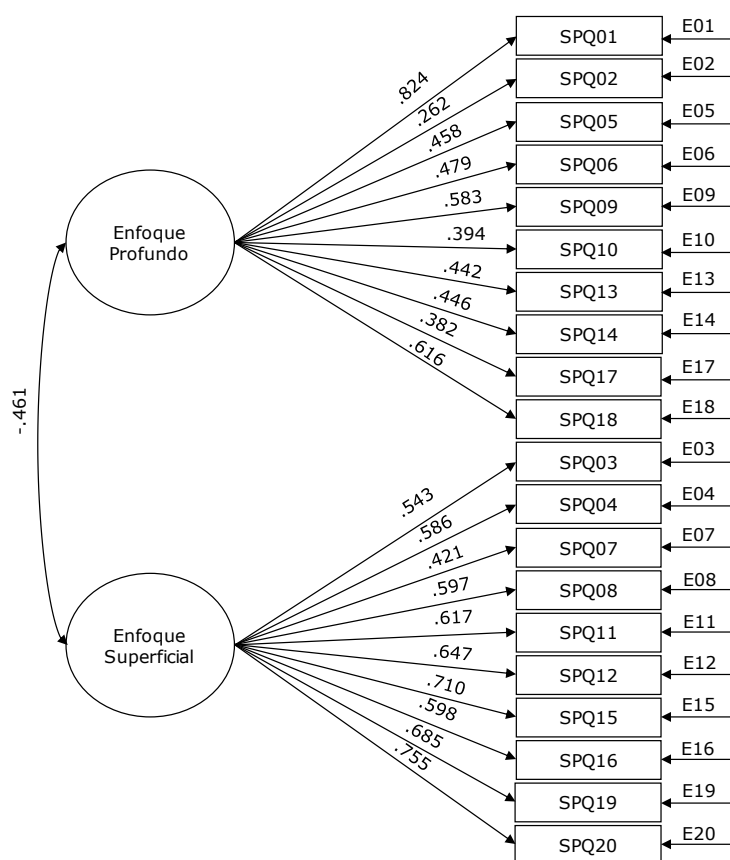 SPQ01
E01
SPQ02
E02
SPQ05
E05
SPQ06
E06
SPQ09
E09
SPQ10
E10
SPQ13
E13
SPQ14
E14
SPQ17
E17
SPQ18
E18
.824
.262
.458
.479
.583
.394
.442
.446
.382
.616
Enfoque
Profundo
-.461
SPQ03
E03
SPQ04
E04
SPQ07
E07
SPQ08
E08
SPQ11
E11
SPQ12
E12
SPQ15
E15
SPQ16
E16
SPQ19
E19
SPQ20
E20
.543
.586
.421
.597
.617
.647
.710
.598
.685
.755
Enfoque
Superficial